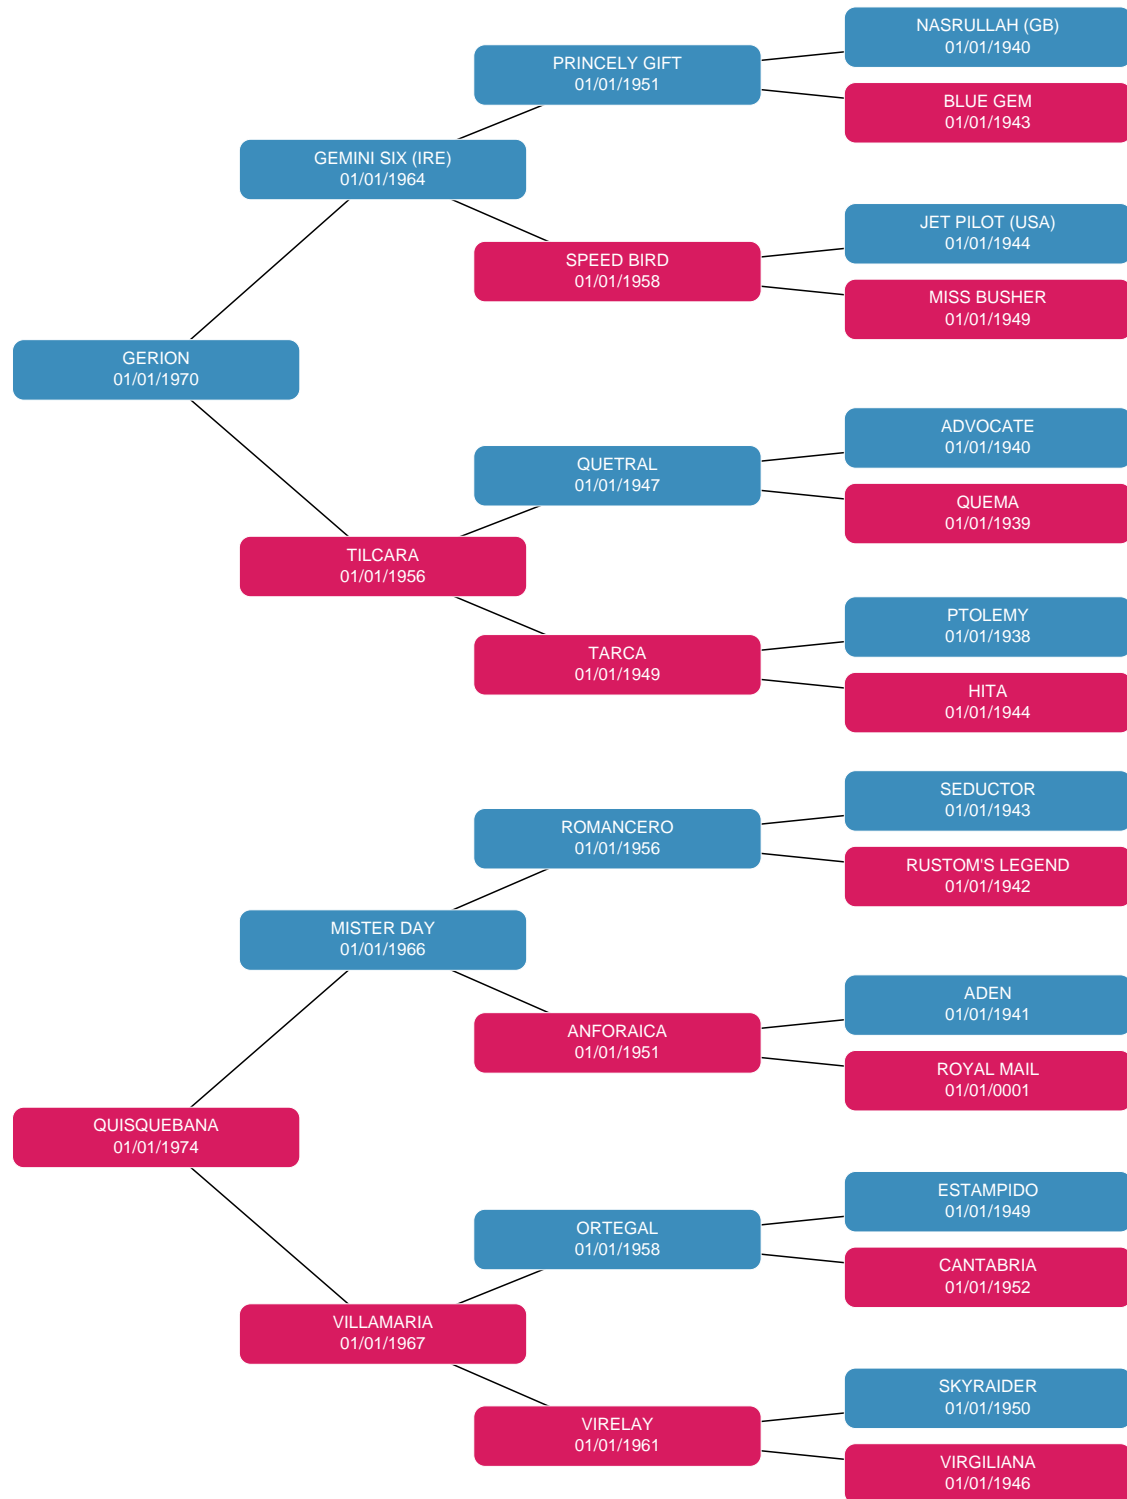 NASRULLAH (GB)
01/01/1940
PRINCELY GIFT
01/01/1951
BLUE GEM
01/01/1943
GEMINI SIX (IRE)
01/01/1964
JET PILOT (USA)
01/01/1944
SPEED BIRD
01/01/1958
MISS BUSHER
01/01/1949
GERION
01/01/1970
ADVOCATE
01/01/1940
QUETRAL
01/01/1947
QUEMA
01/01/1939
TILCARA
01/01/1956
PTOLEMY
01/01/1938
TARCA
01/01/1949
HITA
01/01/1944
SEDUCTOR
01/01/1943
ROMANCERO
01/01/1956
RUSTOM'S LEGEND
01/01/1942
MISTER DAY
01/01/1966
ADEN
01/01/1941
ANFORAICA
01/01/1951
ROYAL MAIL
01/01/0001
QUISQUEBANA
01/01/1974
ESTAMPIDO
01/01/1949
ORTEGAL
01/01/1958
CANTABRIA
01/01/1952
VILLAMARIA
01/01/1967
SKYRAIDER
01/01/1950
VIRELAY
01/01/1961
VIRGILIANA
01/01/1946